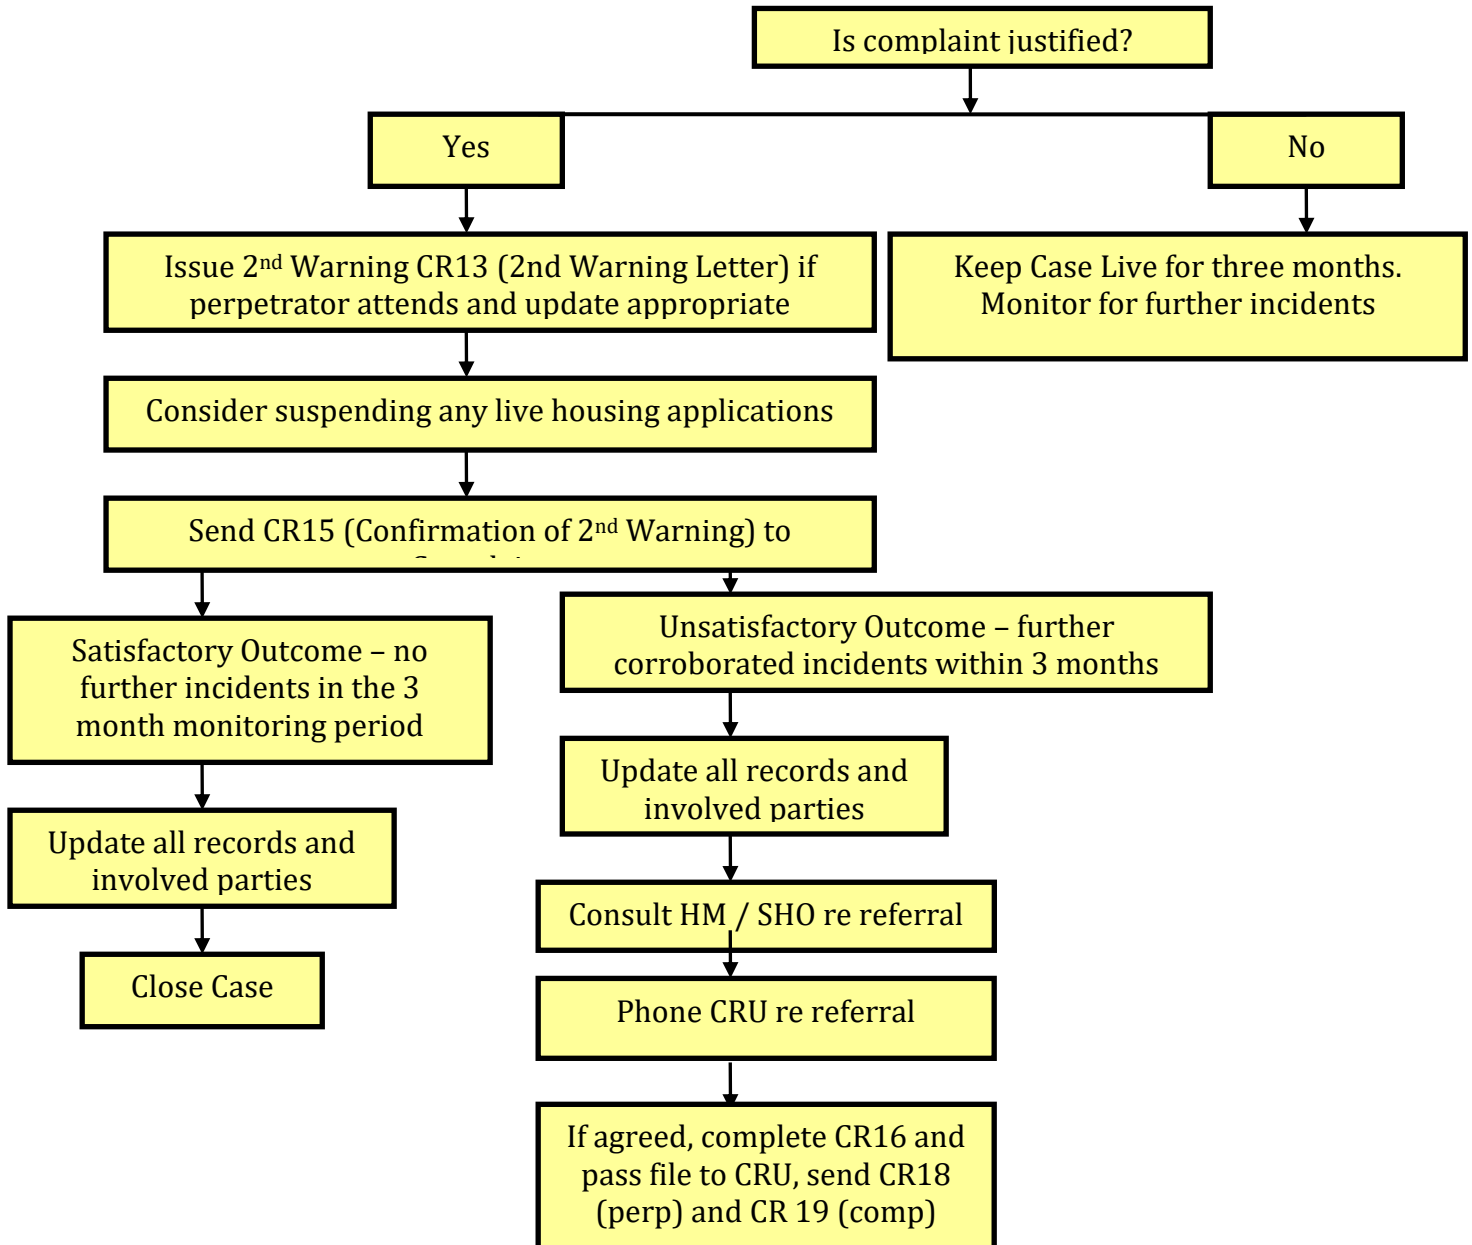 Is complaint justified?
Yes
No
Issue 2nd Warning CR13 (2nd Warning Letter) if
perpetrator attends and update appropriate
Keep Case Live for three months.
Monitor for further incidents
Consider suspending any live housing applications
Send CR15 (Confirmation of 2nd Warning) to
Satisfactory Outcome – no
further incidents in the 3
month monitoring period
Unsatisfactory Outcome – further
corroborated incidents within 3 months
Update all records and
involved parties
Update all records and
involved parties
Close Case
Consult HM / SHO re referral
Phone CRU re referral
If agreed, complete CR16 and
pass file to CRU, send CR18
(perp) and CR 19 (comp)